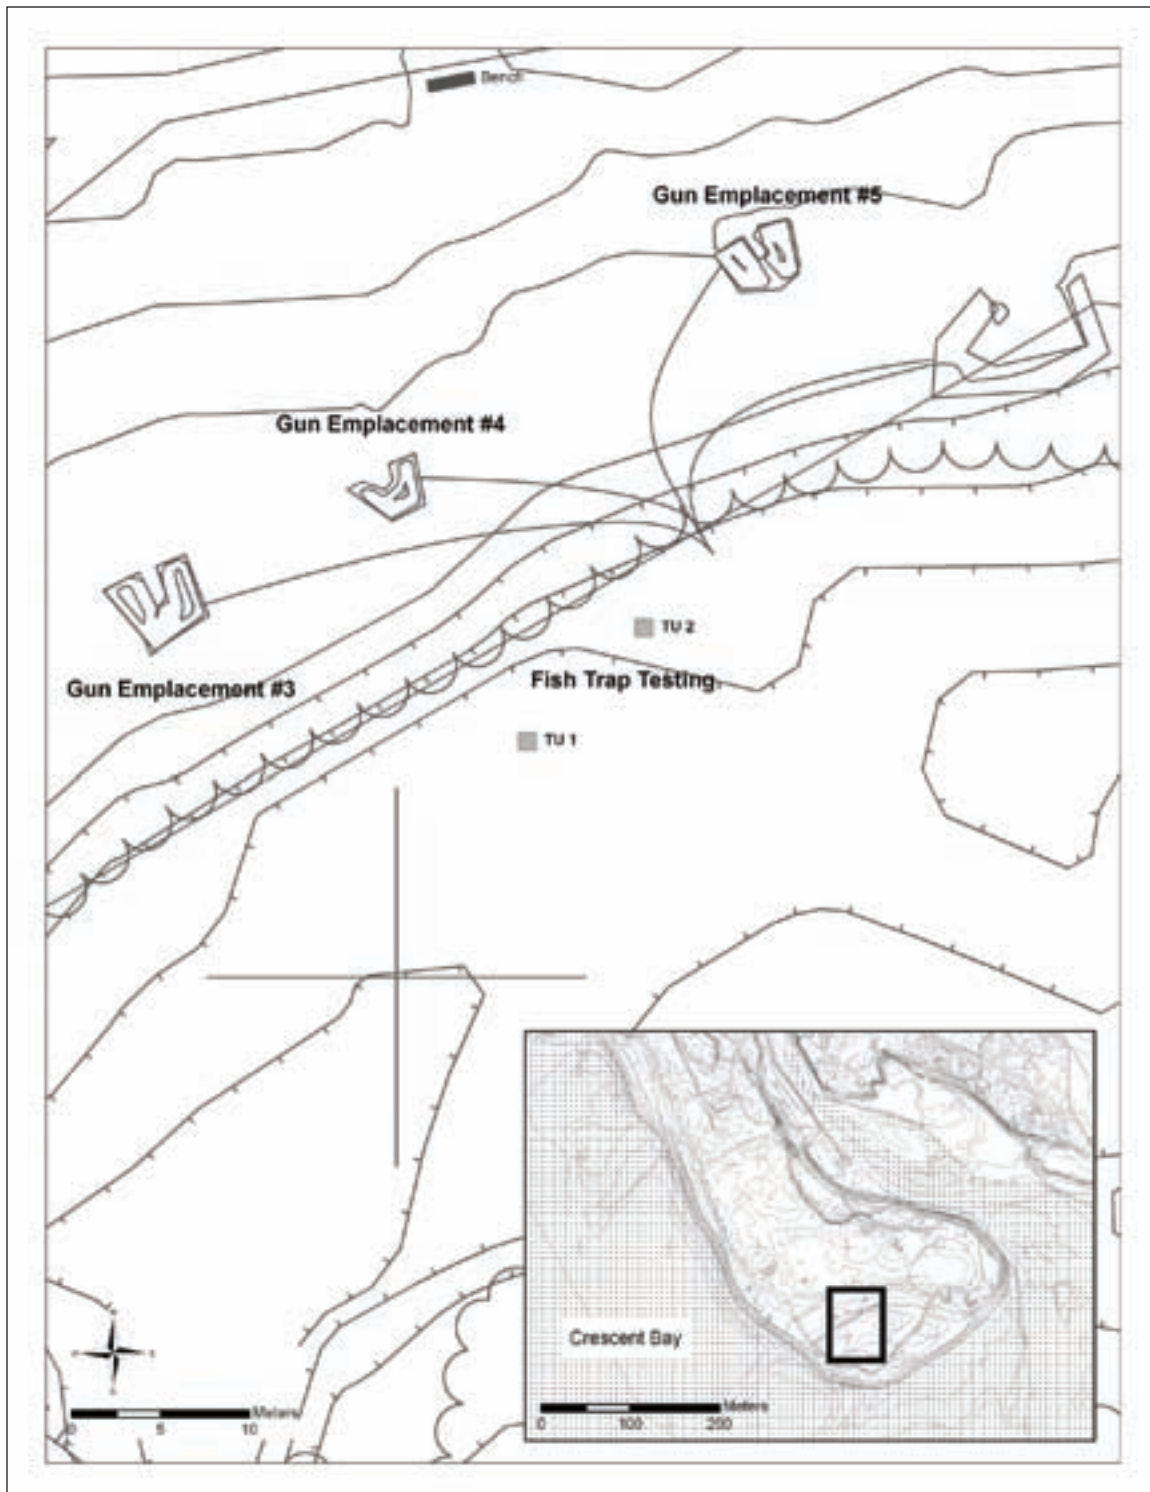 Bench
Gun Emplacement #5
Gun Emplacement #4
TU 2
Gun Emplacement #3
Fish Trap Testing
TU 1
Crescent Bay
Meters
0 5 10
Meters
0 100 200